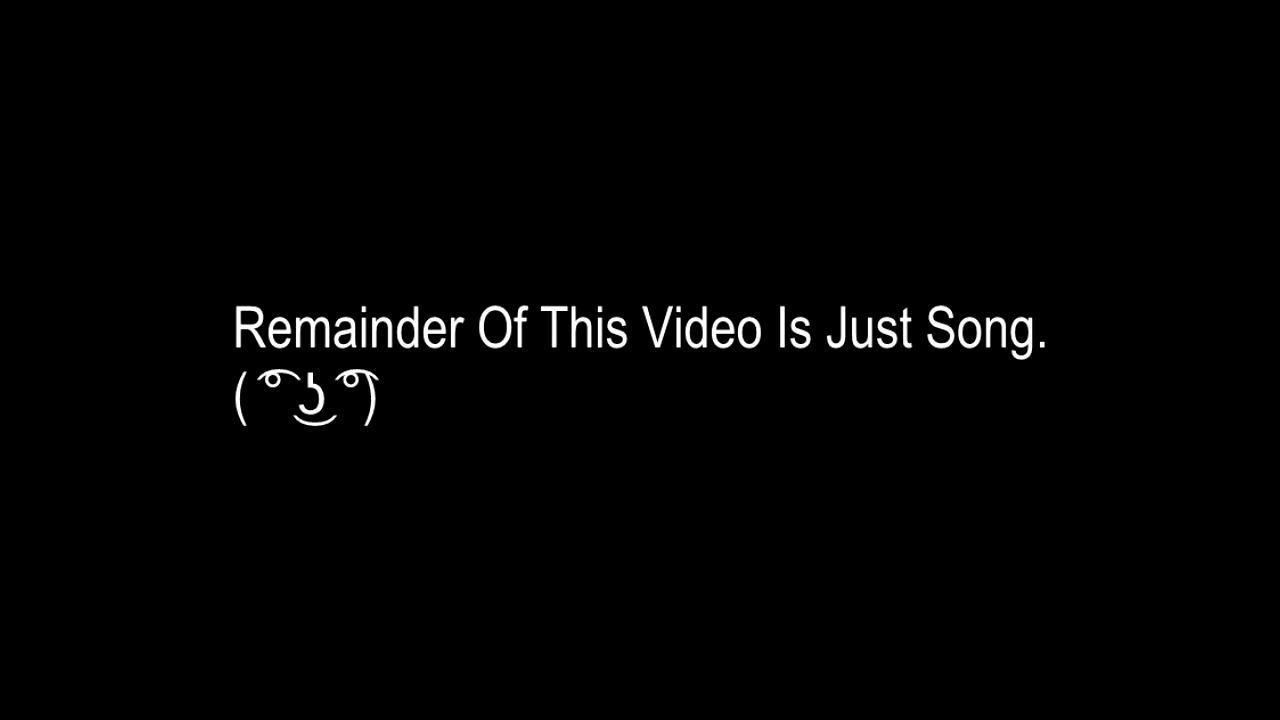 Remainder Of This Video Is Just Song.
( ͡° ͜ʖ ͡°)